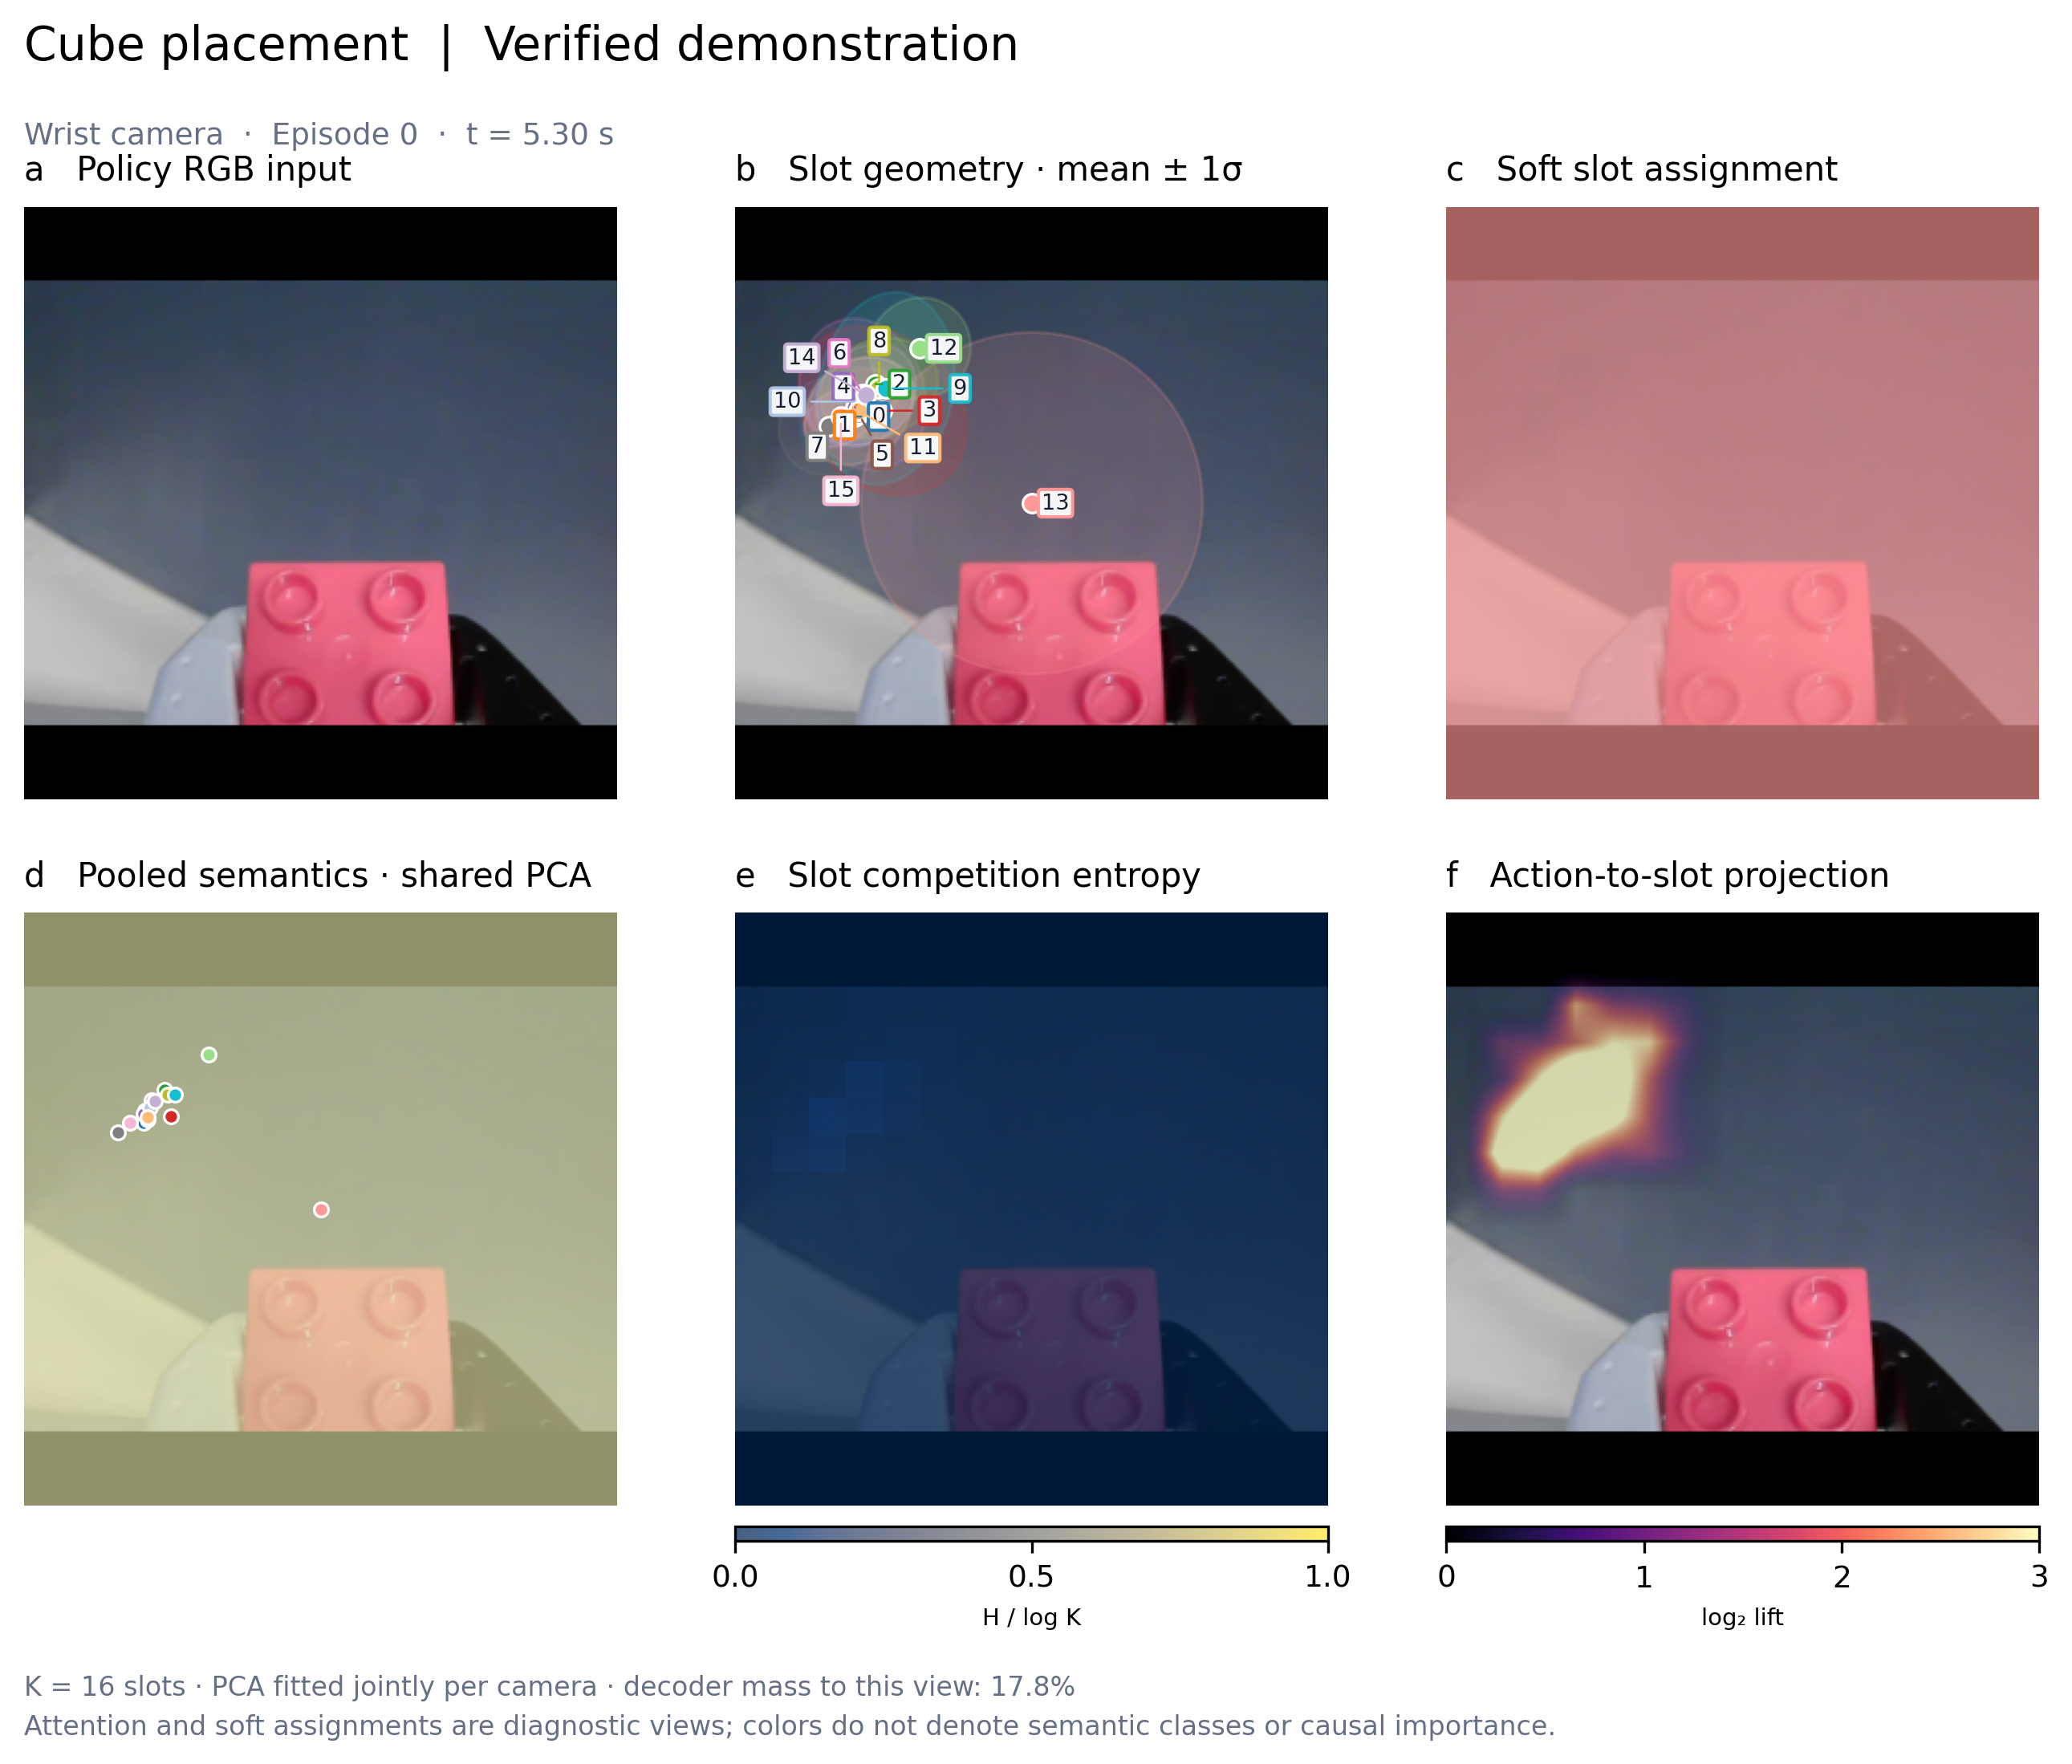 Cube placement | Verified demonstration
Wrist camera · Episode 0 · t = 5.30 s
a Policy RGB input
b Slot geometry · mean ± 1σ
c Soft slot assignment
14
6
8
12
4
2
9
10
1
0
3
7
5
11
15
13
d Pooled semantics · shared PCA
e Slot competition entropy
f Action-to-slot projection
0.0 0.5 1.0
H / log K
0 1 2 3
log₂ lift
K = 16 slots · PCA fitted jointly per camera · decoder mass to this view: 17.8%
Attention and soft assignments are diagnostic views; colors do not denote semantic classes or causal importance.